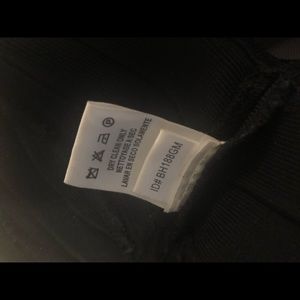 DRY CLEAN ONLY
NETTOYAGE A SEC
LAVAR EN SECO SOLAMENTE
ID# BH188GM